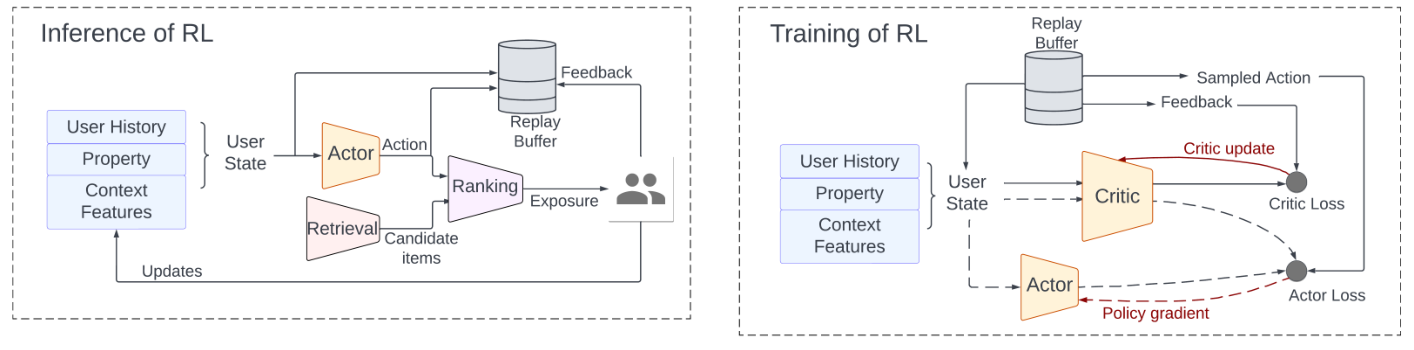 Inference of RL
User History
Property
Context
Features
User
State
Actor
Action
Retrieval
Candidate
items
Ranking
Exposure
Feedback
Replay
Buffer
Updates
Training of RL
Replay
Buffer
Sampled Action
Feedback
User History
Property
Context
Features
User
State
Critic update
Critic
Critic Loss
Actor
Actor Loss
Policy gradient